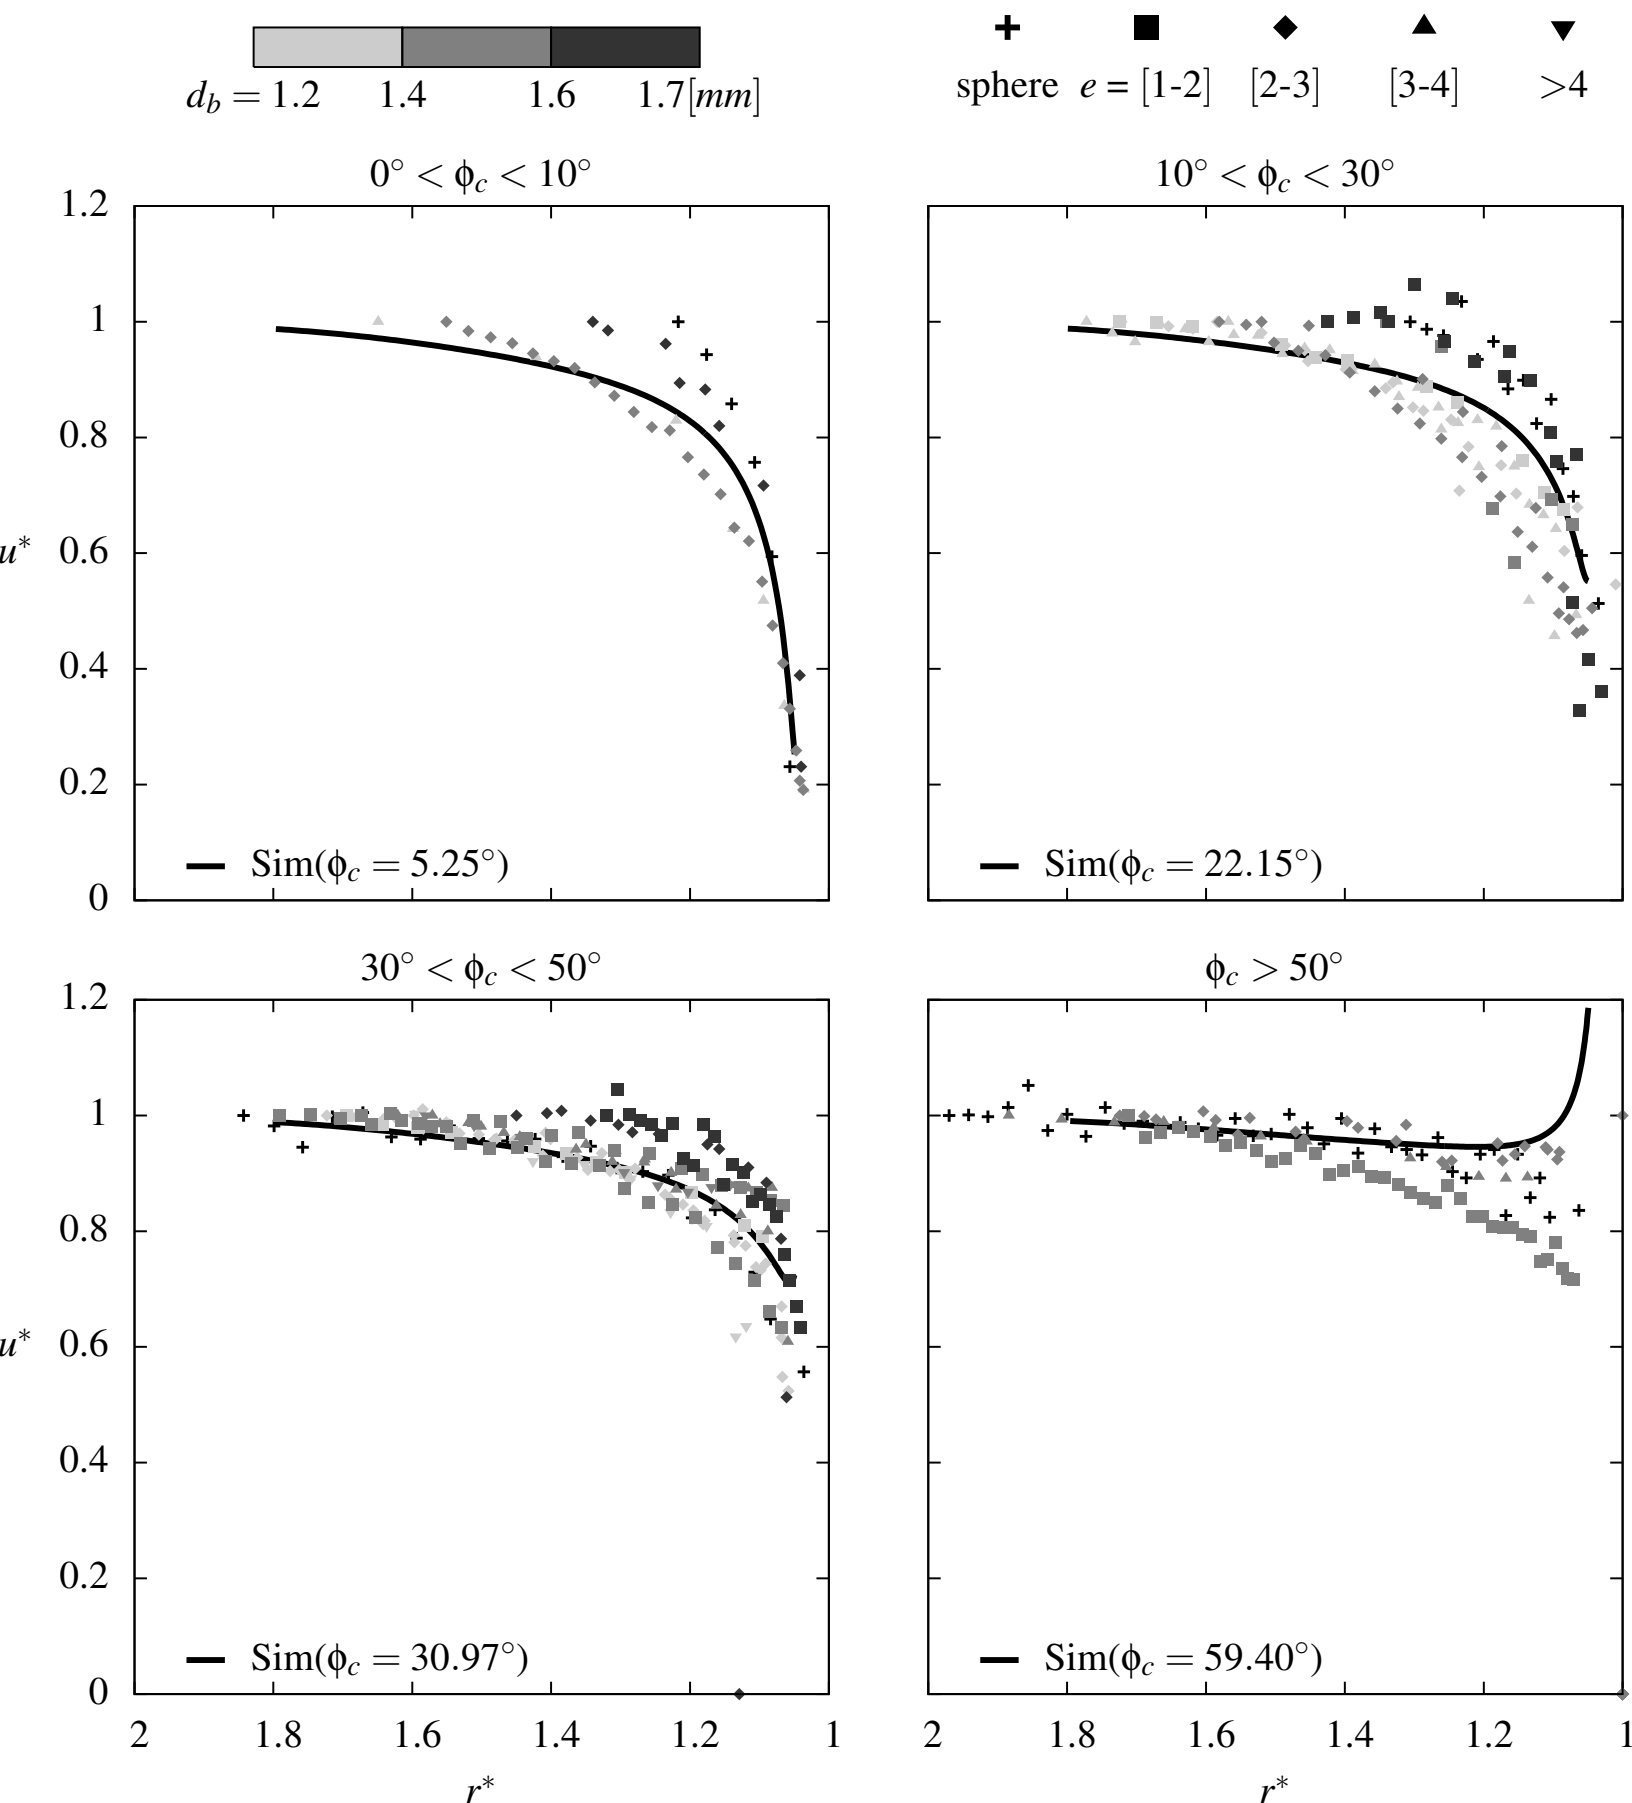 sphere e = [1-2] [2-3] [3-4] >4
d_b = 1.2 1.4 1.6 1.7[mm]
0° < ϕ_c < 10° 10° < ϕ_c < 30°
1.2
1
0.8
0.6
u*
0.4
0.2
0
Sim(ϕ_c = 5.25°) Sim(ϕ_c = 22.15°)
30° < ϕ_c < 50° ϕ_c > 50°
1.2
1
0.8
0.6
u*
0.4
0.2
0
Sim(ϕ_c = 30.97°) Sim(ϕ_c = 59.40°)
2 1.8 1.6 1.4 1.2 1 2 1.8 1.6 1.4 1.2 1
r* r*